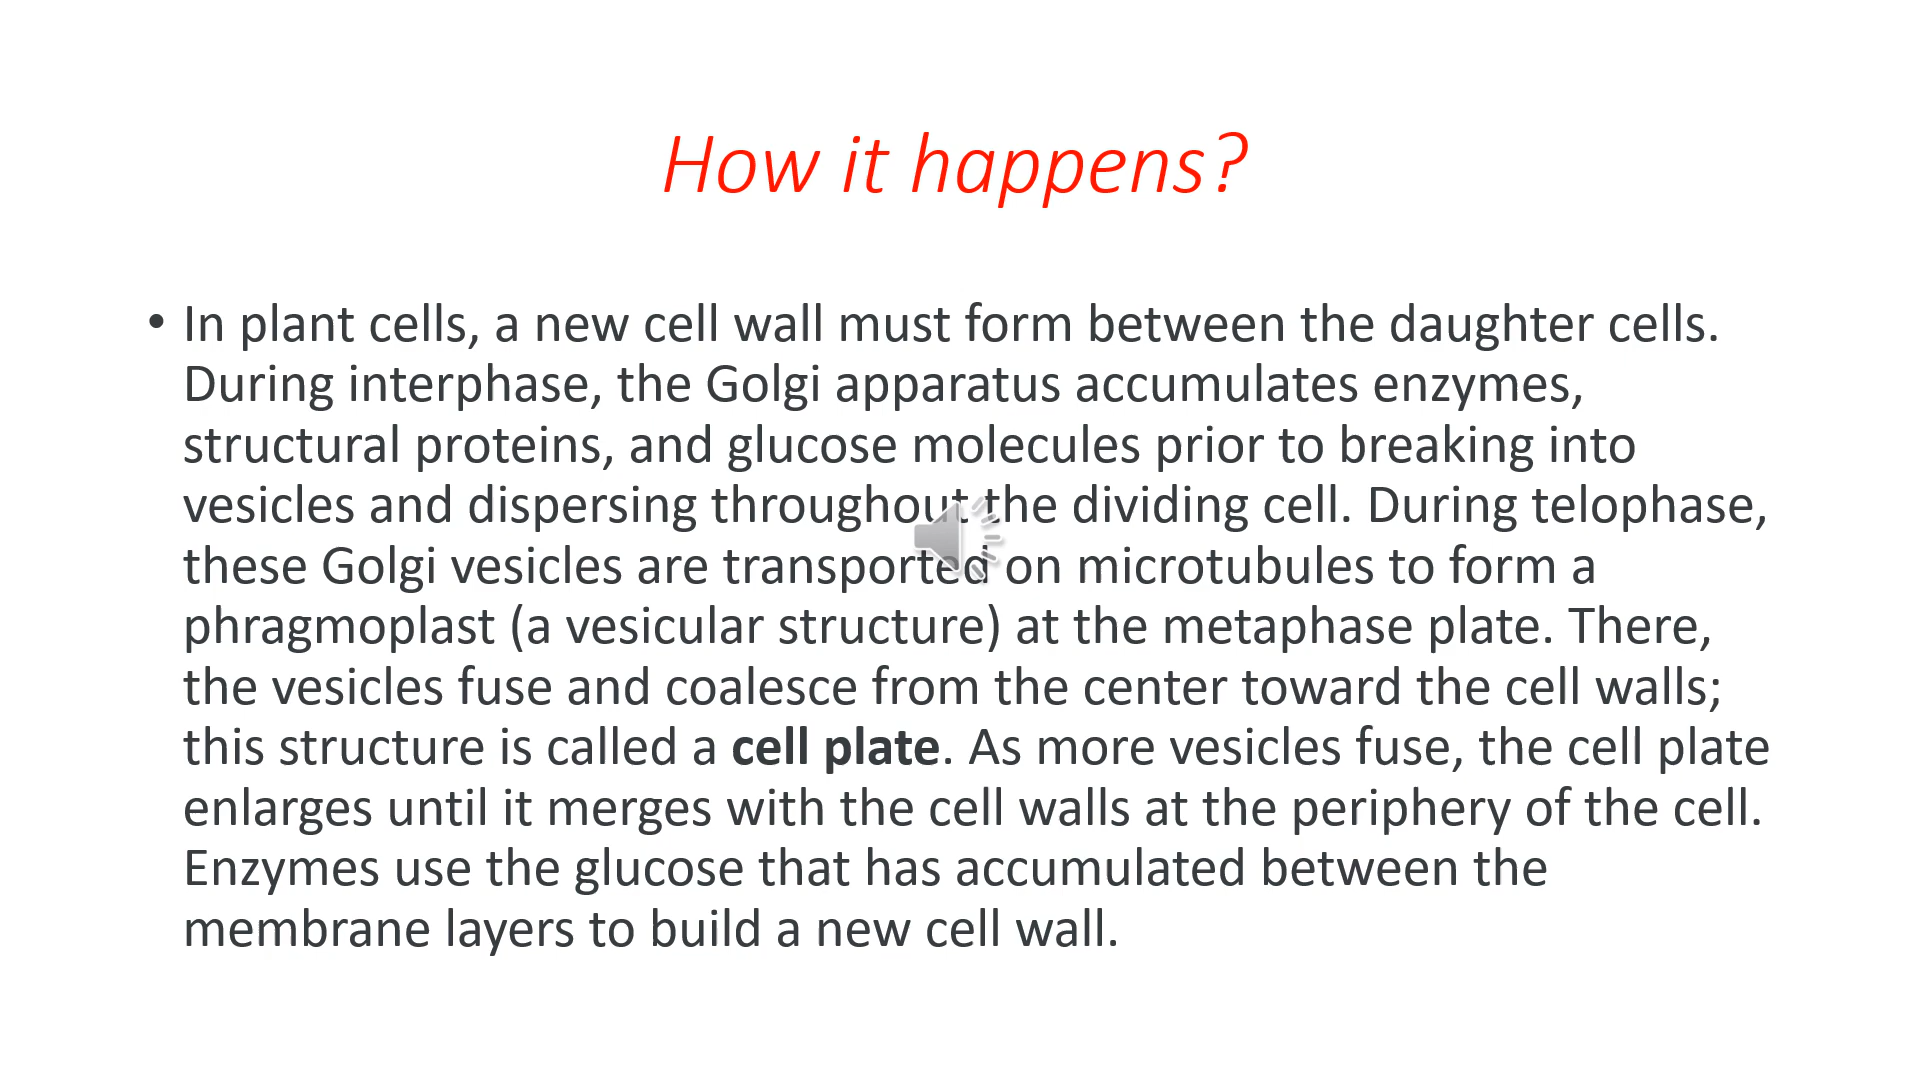 How it happens?
• In plant cells, a new cell wall must form between the daughter cells.
During interphase, the Golgi apparatus accumulates enzymes,
structural proteins, and glucose molecules prior to breaking into
vesicles and dispersing throughout the dividing cell. During telophase,
these Golgi vesicles are transported on microtubules to form a
phragmoplast (a vesicular structure) at the metaphase plate. There,
the vesicles fuse and coalesce from the center toward the cell walls;
this structure is called a cell plate. As more vesicles fuse, the cell plate
enlarges until it merges with the cell walls at the periphery of the cell.
Enzymes use the glucose that has accumulated between the
membrane layers to build a new cell wall.